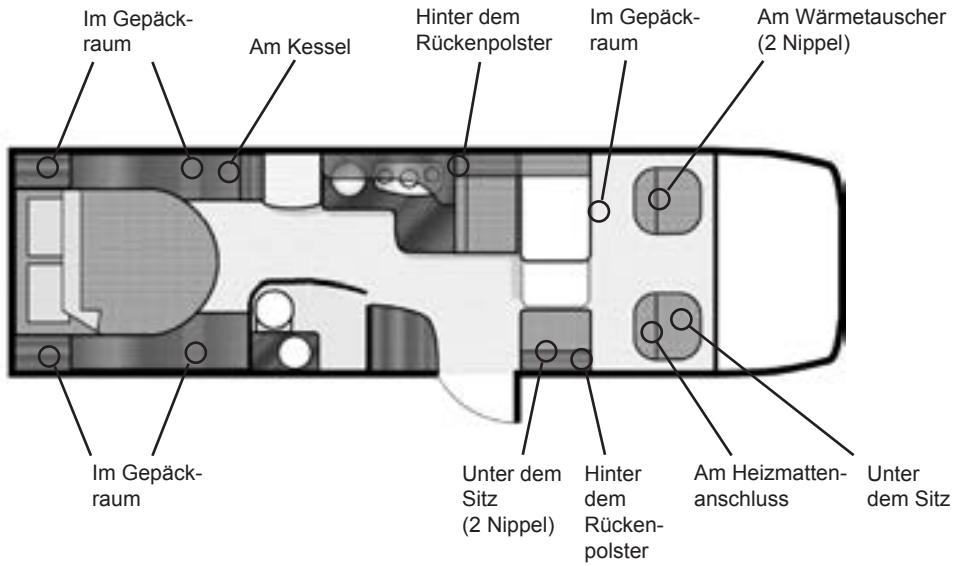 Im Gepäck-
raum
Am Kessel
Hinter dem
Rückenpolster
Im Gepäck-
raum
Am Wärmetauscher
(2 Nippel)
Im Gepäck-
raum
Unter dem
Sitz
(2 Nippel)
Hinter
dem
Rücken-
polster
Am Heizmatten-
anschluss
Unter
dem Sitz